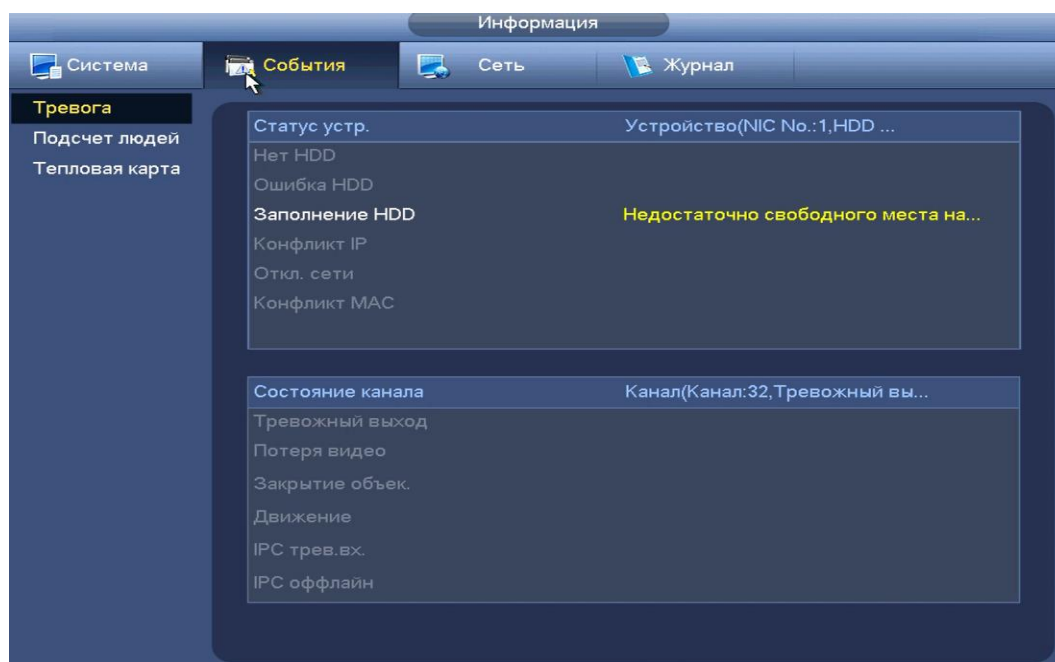 Информация
Система События Сеть Журнал
Тревога
Подсчет людей
Тепловая карта
Статус устр. Устройство(NIC No.:1,HDD ...
Нет HDD
Ошибка HDD
Заполнение HDD Недостаточно свободного места на...
Конфликт IP
Откл. сети
Конфликт MAC
Состояние канала Канал(Канал:32,Тревожный вы...
Тревожный выход
Потеря видео
Закрытие объек.
Движение
IPC трев.вх.
IPC оффлайн